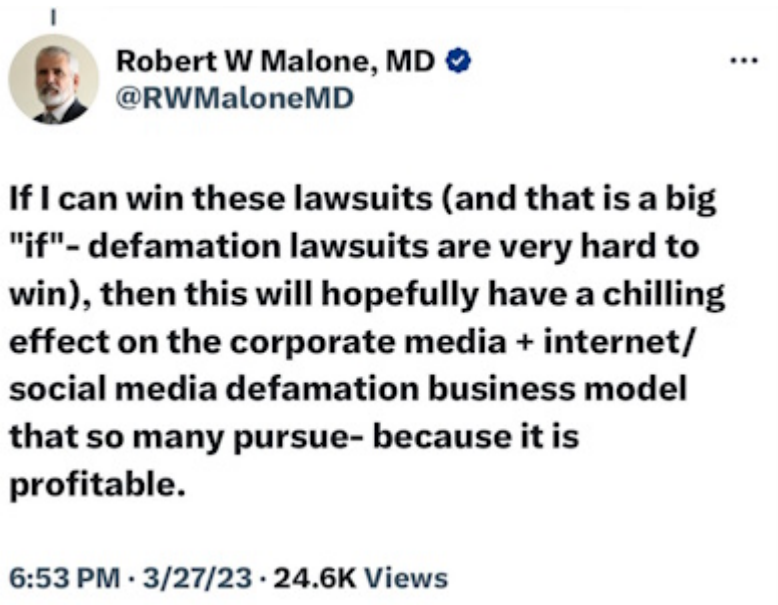 Robert W Malone, MD
@RWMaloneMD
If I can win these lawsuits (and that is a big
"if"- defamation lawsuits are very hard to
win), then this will hopefully have a chilling
effect on the corporate media + internet/
social media defamation business model
that so many pursue- because it is
profitable.
6:53 PM · 3/27/23 · 24.6K Views